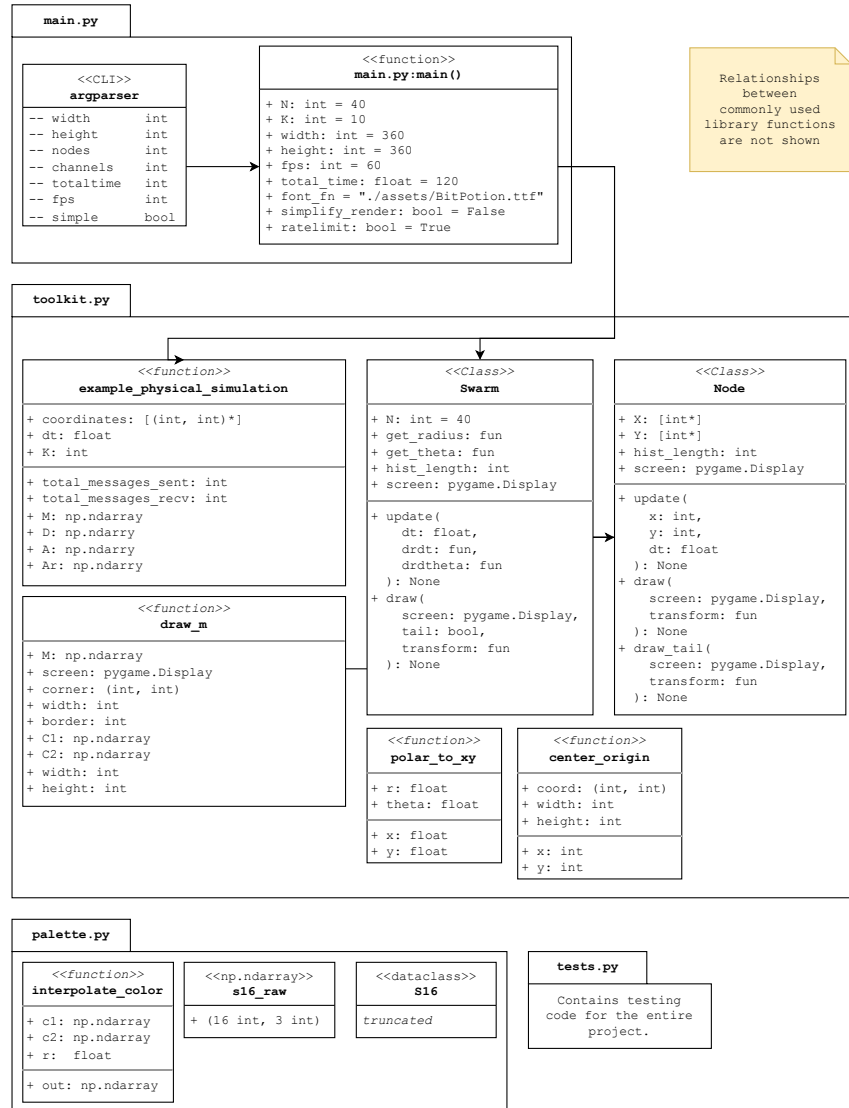 main.py
<<CLI>>
argparser
-- width int
-- height int
-- nodes int
-- channels int
-- totaltime int
-- fps int
-- simple bool
<<function>>
main.py:main()
+ N: int = 40
+ K: int = 10
+ width: int = 360
+ height: int = 360
+ fps: int = 60
+ total_time: float = 120
+ font_fn = "./assets/BitPotion.ttf"
+ simplify_render: bool = False
+ ratelimit: bool = True
Relationships
between
commonly used
library functions
are not shown
toolkit.py
<<function>>
example_physical_simulation
+ coordinates: [(int, int)*]
+ dt: float
+ K: int
+ total_messages_sent: int
+ total_messages_recv: int
+ M: np.ndarray
+ D: np.ndarry
+ A: np.ndarry
+ Ar: np.ndarry
<<Class>>
Swarm
+ N: int = 40
+ get_radius: fun
+ get_theta: fun
+ hist_length: int
+ screen: pygame.Display
+ update(
dt: float,
drdt: fun,
drdtheta: fun
): None
+ draw(
screen: pygame.Display,
tail: bool,
transform: fun
): None
<<Class>>
Node
+ X: [int*]
+ Y: [int*]
+ hist_length: int
+ screen: pygame.Display
+ update(
x: int,
y: int,
dt: float
): None
+ draw(
screen: pygame.Display,
transform: fun
): None
+ draw_tail(
screen: pygame.Display,
transform: fun
): None
<<function>>
draw_m
+ M: np.ndarray
+ screen: pygame.Display
+ corner: (int, int)
+ width: int
+ border: int
+ C1: np.ndarray
+ C2: np.ndarray
+ width: int
+ height: int
<<function>>
polar_to_xy
+ r: float
+ theta: float
+ x: float
+ y: float
<<function>>
center_origin
+ coord: (int, int)
+ width: int
+ height: int
+ x: int
+ y: int
palette.py
<<function>>
interpolate_color
+ c1: np.ndarray
+ c2: np.ndarray
+ r: float
+ out: np.ndarray
<<np.ndarray>>
s16_raw
+ (16 int, 3 int)
<<dataclass>>
S16
truncated
tests.py
Contains testing
code for the entire
project.